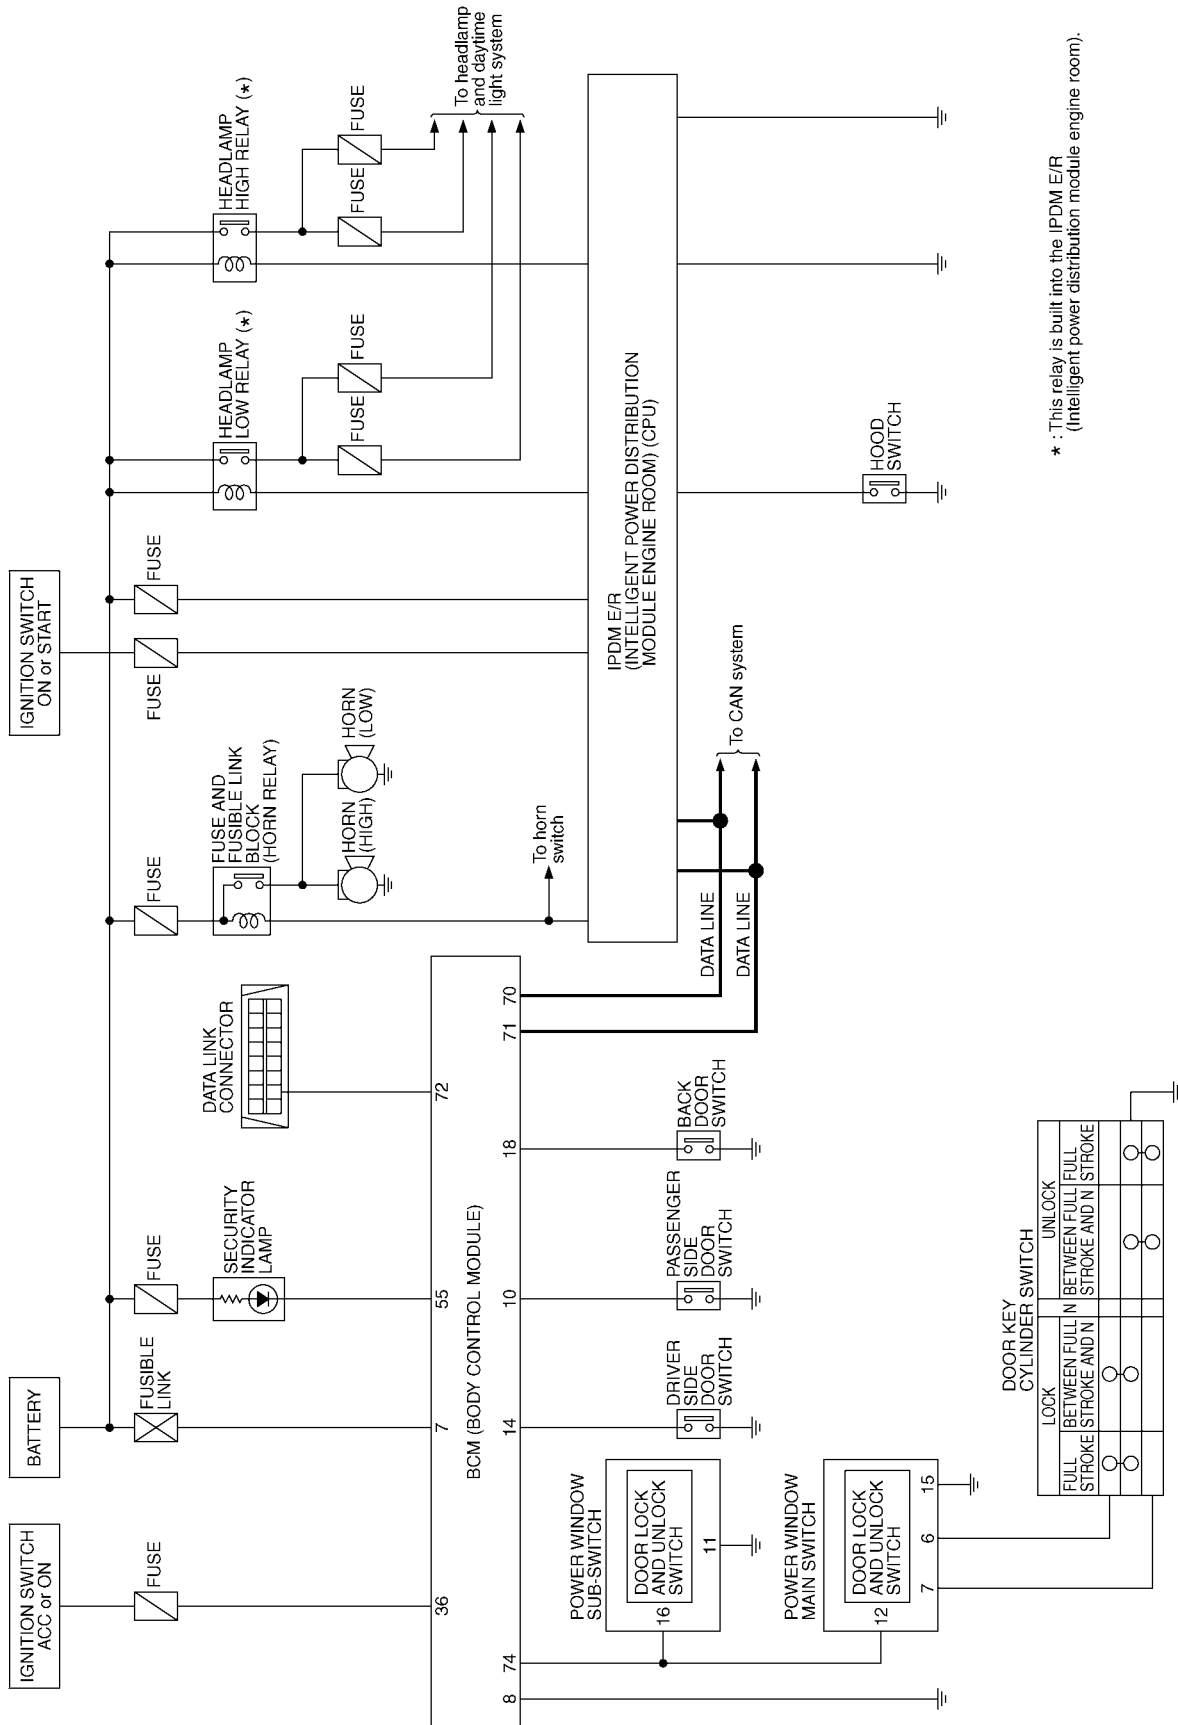 IGNITION SWITCH
ACC or ON
BATTERY
IGNITION SWITCH
ON or START
FUSE
FUSIBLE
LINK
FUSE
FUSE
FUSE
FUSE
SECURITY
INDICATOR
LAMP
DATA LINK
CONNECTOR
FUSE AND
FUSIBLE LINK
BLOCK
(HORN RELAY)
HORN
(HIGH)
HORN
(LOW)
To horn
switch
HEADLAMP
LOW RELAY (*)
HEADLAMP
HIGH RELAY (*)
FUSE
FUSE
FUSE
FUSE
To headlamp
and daytime
light system
36
7
55
72
BCM (BODY CONTROL MODULE)
8
74
14
10
18
71
70
IPDM E/R
(INTELLIGENT POWER DISTRIBUTION
MODULE ENGINE ROOM) (CPU)
DATA LINE
DATA LINE
To CAN system
POWER WINDOW
SUB-SWITCH
16
DOOR LOCK
AND UNLOCK
SWITCH
11
DRIVER
SIDE
DOOR
SWITCH
PASSENGER
SIDE
DOOR
SWITCH
BACK
DOOR
SWITCH
HOOD
SWITCH
POWER WINDOW
MAIN SWITCH
12
DOOR LOCK
AND UNLOCK
SWITCH
7
6
15
DOOR KEY
CYLINDER SWITCH
LOCK
UNLOCK
FULL
STROKE
BETWEEN FULL
STROKE AND N
N
BETWEEN FULL
STROKE AND N
FULL
STROKE
* : This relay is built into the IPDM E/R
(Intelligent power distribution module engine room).